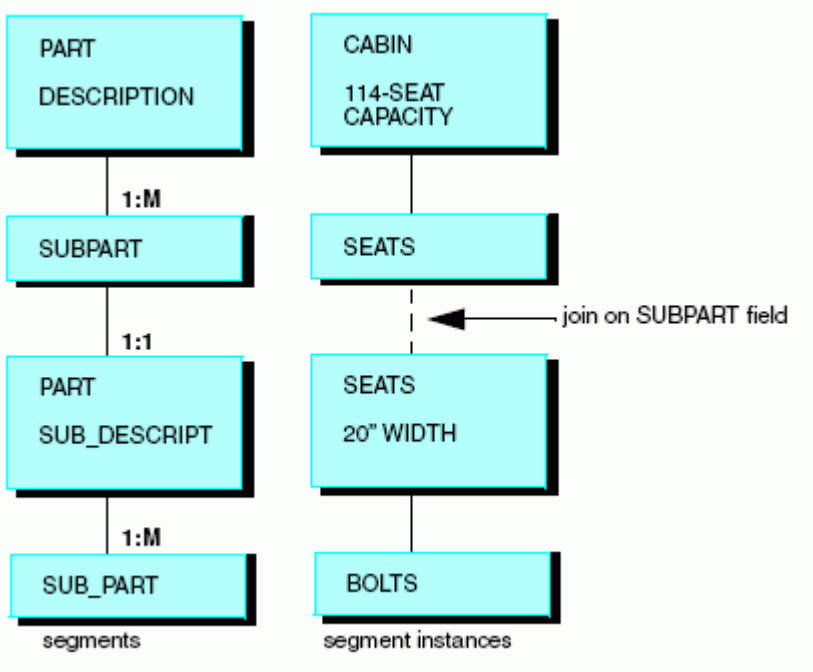 PART
DESCRIPTION
1:M
SUBPART
1:1
PART
SUB_DESCRIPT
1:M
SUB_PART
segments
CABIN
114-SEAT
CAPACITY
SEATS
join on SUBPART field
SEATS
20” WIDTH
BOLTS
segment instances